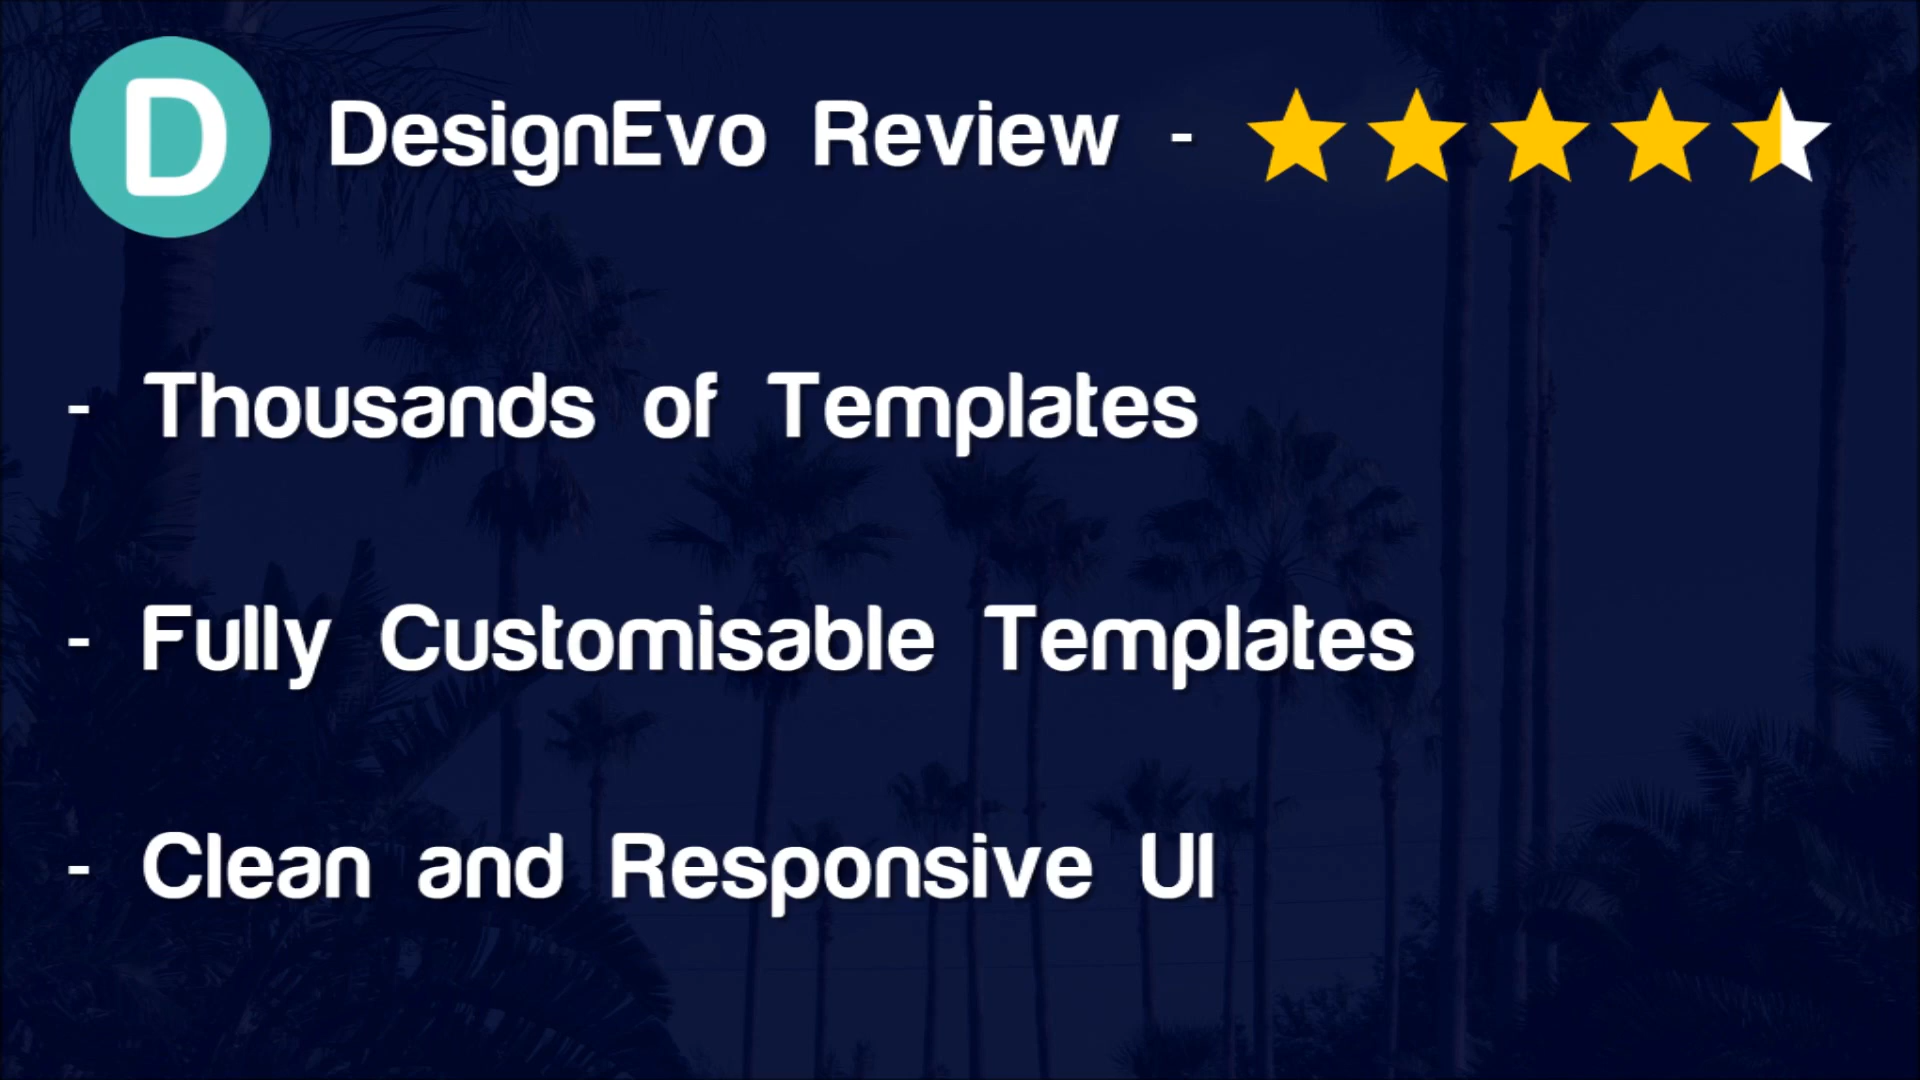 D
DesignEvo Review -
- Thousands of Templates
- Fully Customisable Templates
- Clean and Responsive UI